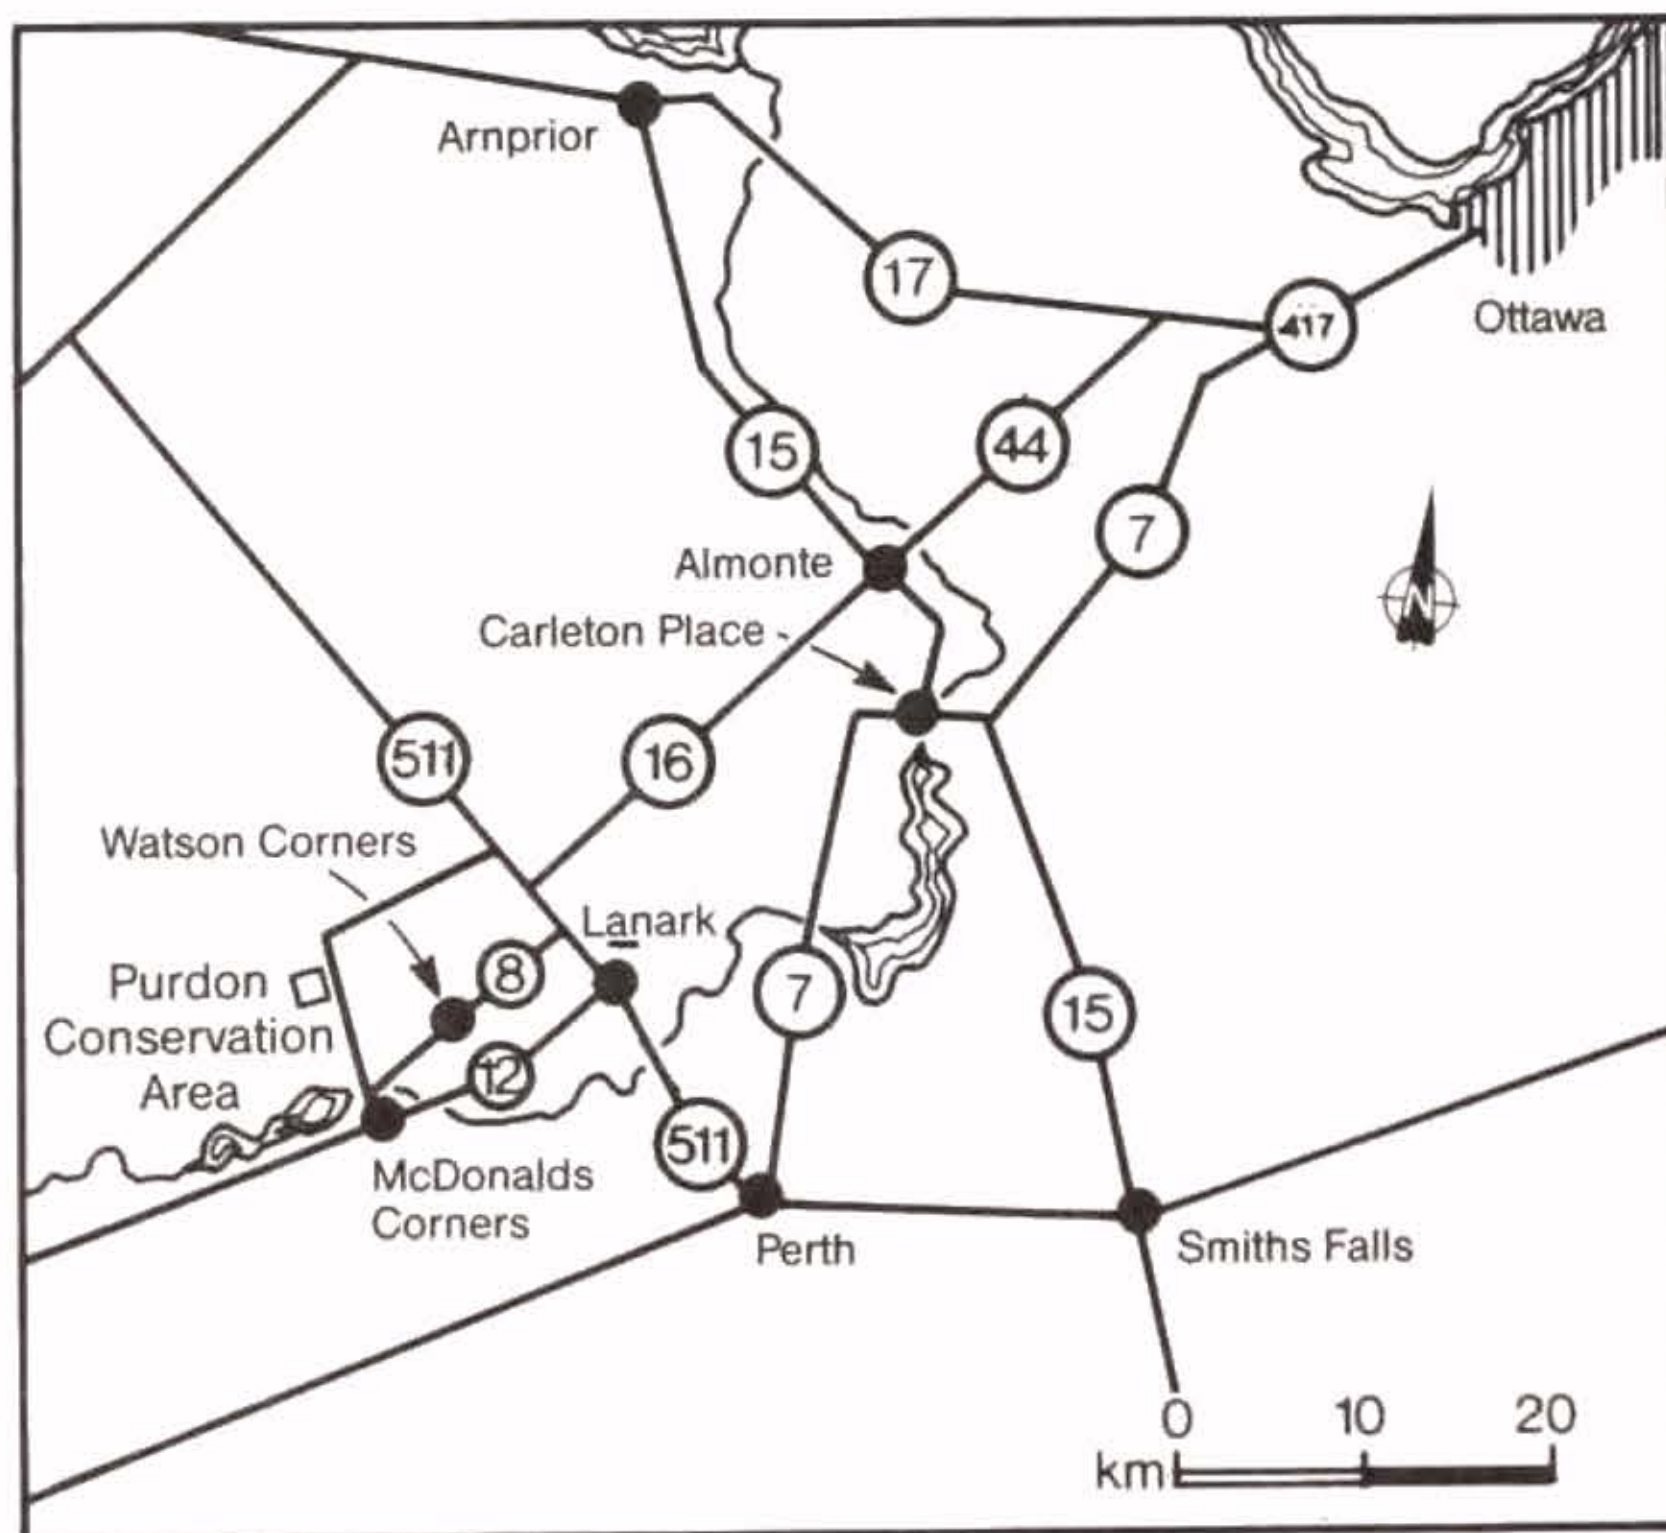 Arnprior
17
417
Ottawa
15
44
7
Almonte
Carleton Place
N
511
16
Watson Corners
Lanark
8
Purdon
Conservation
Area
7
15
12
511
McDonalds
Corners
Perth
Smiths Falls
0 10 20
km